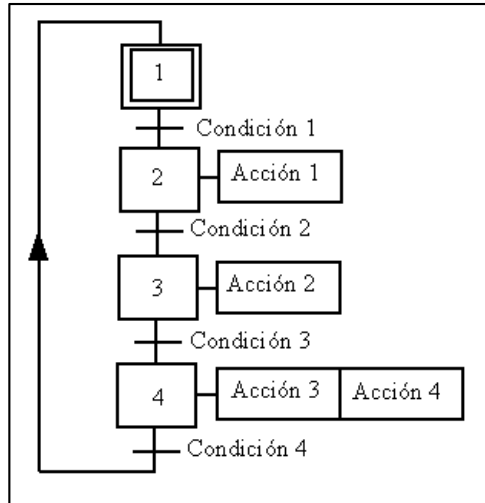 1
Condición 1
2 Acción 1
Condición 2
3 Acción 2
Condición 3
4 Acción 3 Acción 4
Condición 4